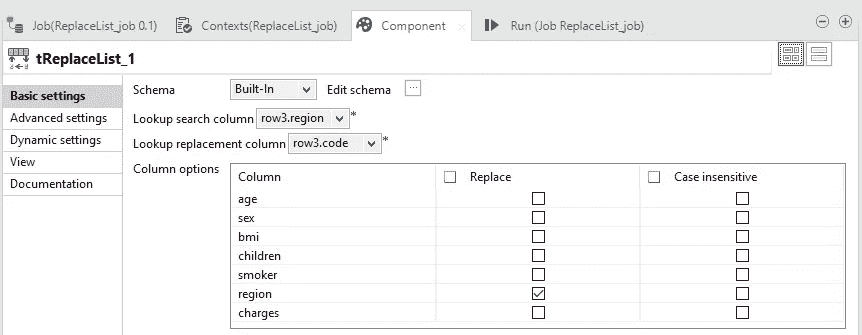 Job(ReplaceList_job 0.1) Contexts(ReplaceList_job) Component Run (Job ReplaceList_job)
tReplaceList_1
Basic settings
Advanced settings
Dynamic settings
View
Documentation
Schema Built-In Edit schema ...
Lookup search column row3.region *
Lookup replacement column row3.code *
Column options
Column Replace Case insensitive
age
sex
bmi
children
smoker
region
charges